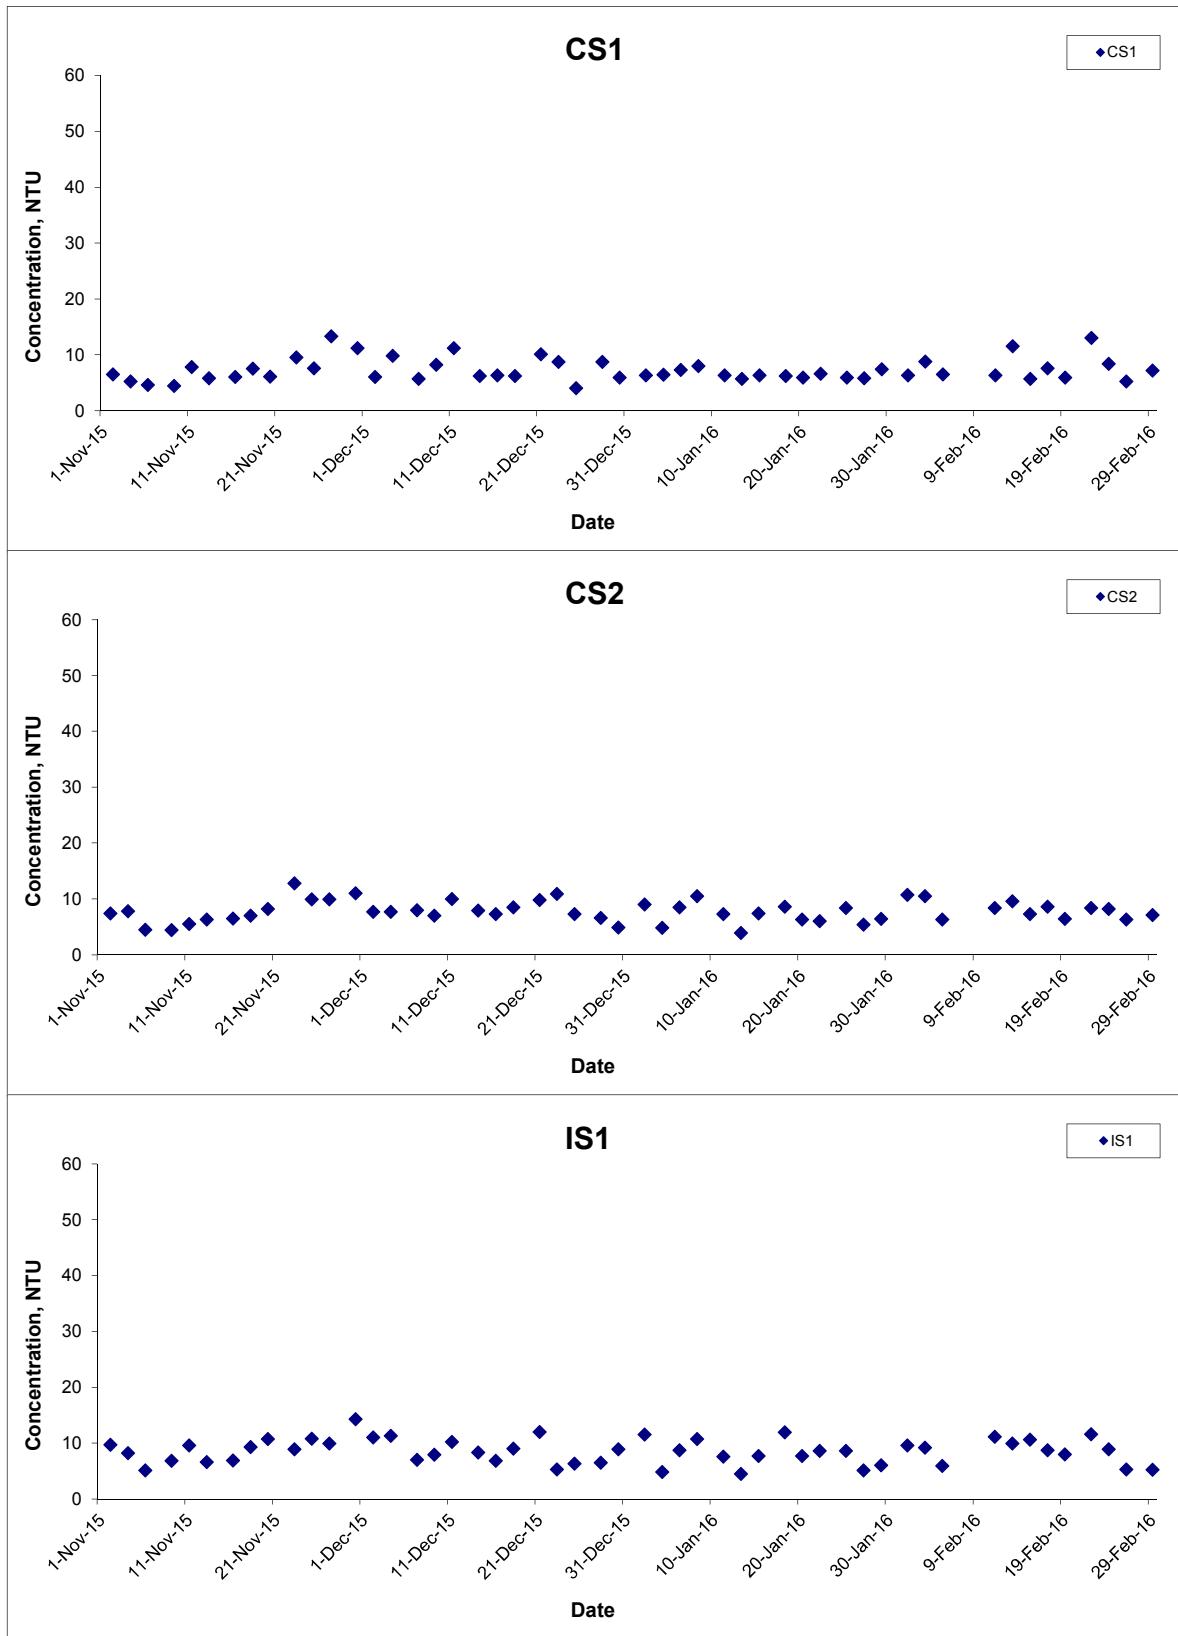 CS1
CS1
Concentration, NTU
60
50
40
30
20
10
0
1-Nov-15
11-Nov-15
21-Nov-15
1-Dec-15
11-Dec-15
21-Dec-15
31-Dec-15
10-Jan-16
20-Jan-16
30-Jan-16
9-Feb-16
19-Feb-16
29-Feb-16
Date
CS2
CS2
Concentration, NTU
60
50
40
30
20
10
0
1-Nov-15
11-Nov-15
21-Nov-15
1-Dec-15
11-Dec-15
21-Dec-15
31-Dec-15
10-Jan-16
20-Jan-16
30-Jan-16
9-Feb-16
19-Feb-16
29-Feb-16
Date
IS1
IS1
Concentration, NTU
60
50
40
30
20
10
0
1-Nov-15
11-Nov-15
21-Nov-15
1-Dec-15
11-Dec-15
21-Dec-15
31-Dec-15
10-Jan-16
20-Jan-16
30-Jan-16
9-Feb-16
19-Feb-16
29-Feb-16
Date